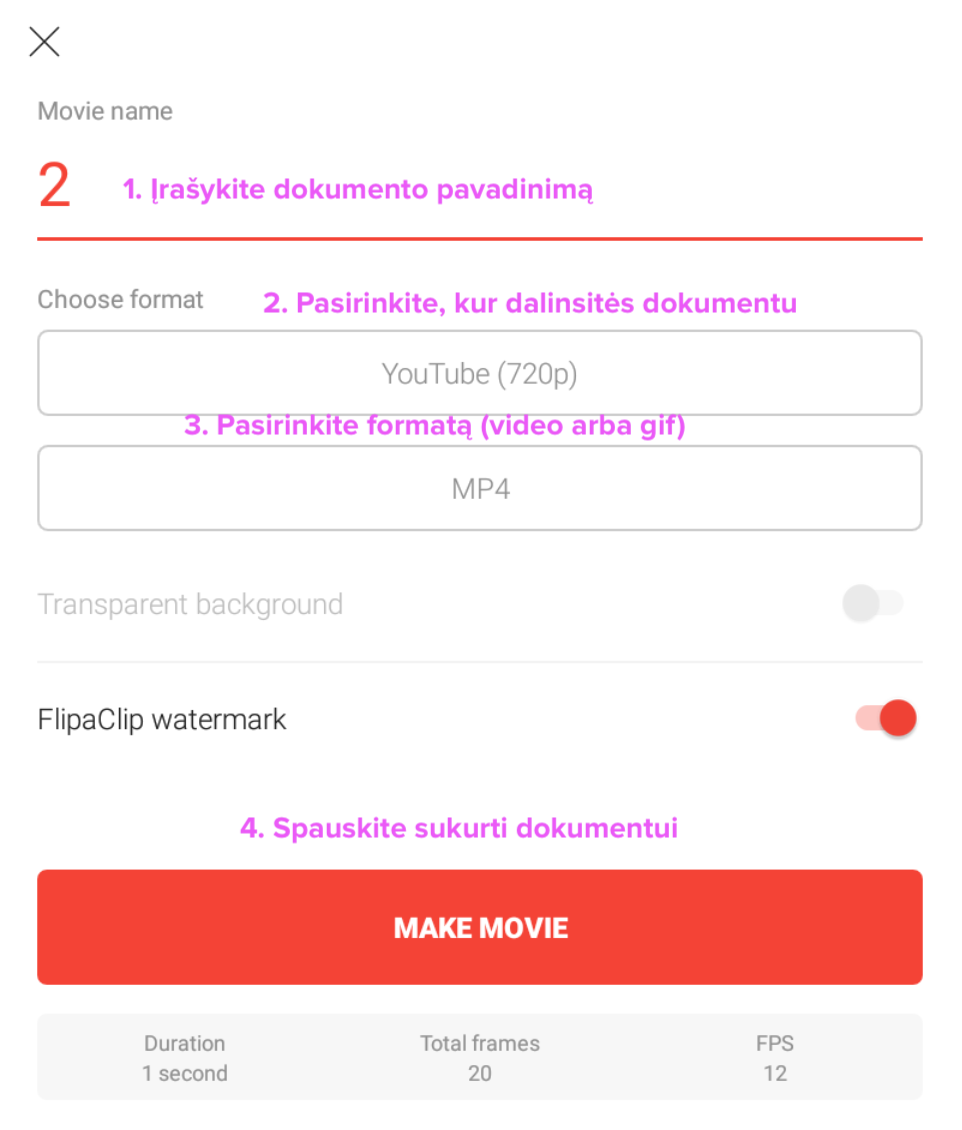 Movie name
2
1. Įrašykite dokumento pavadinimą
Choose format
2. Pasirinkite, kur dalinsitės dokumentu
YouTube (720p)
3. Pasirinkite formatą (video arba gif)
MP4
Transparent background
FlipaClip watermark
4. Spauskite sukurti dokumentui
MAKE MOVIE
Duration Total frames FPS
1 second 20 12